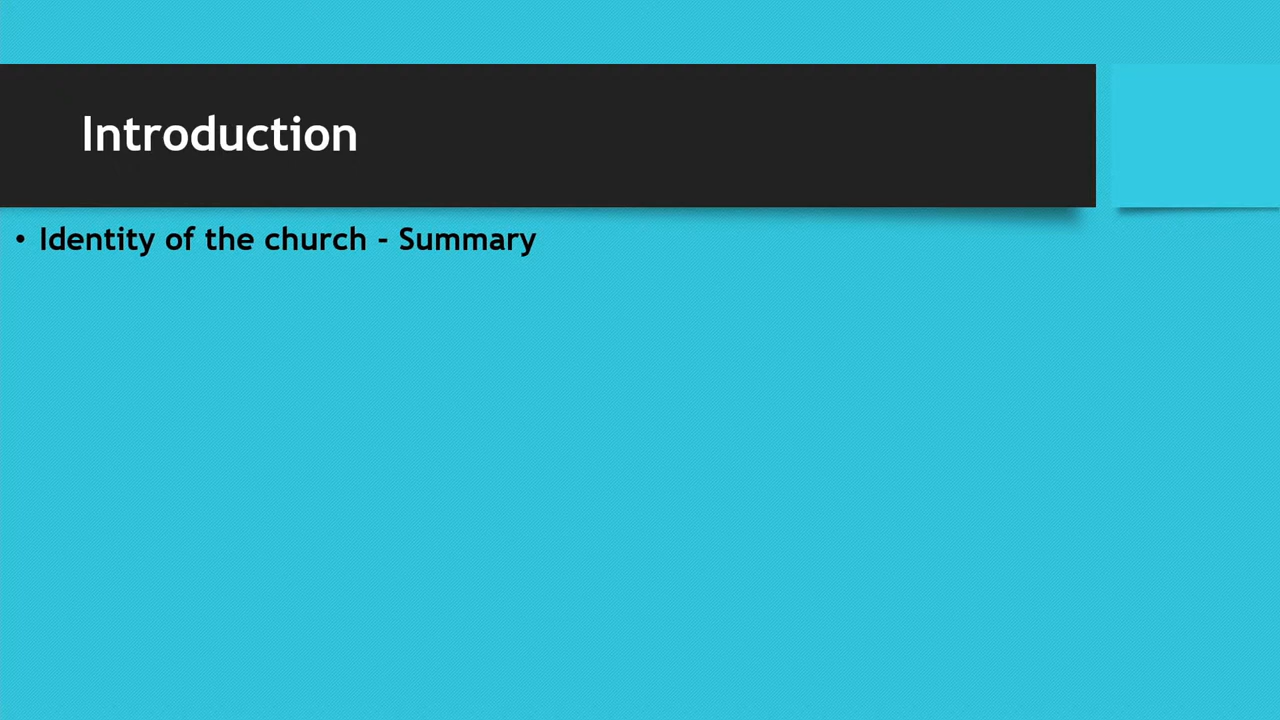 Introduction
• Identity of the church - Summary